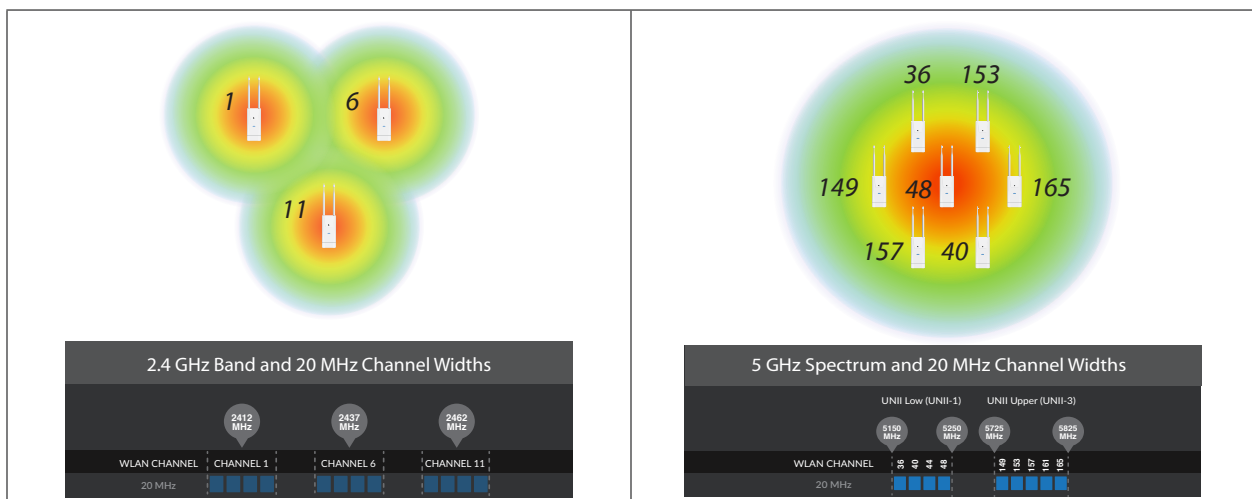 1
6
11
2.4 GHz Band and 20 MHz Channel Widths
2412
MHz
2437
MHz
2462
MHz
WLAN CHANNEL CHANNEL 1 CHANNEL 6 CHANNEL 11
20 MHz
36 153
149 48 165
157 40
5 GHz Spectrum and 20 MHz Channel Widths
UNII Low (UNII-1) UNII Upper (UNII-3)
5150
MHz
5250
MHz
5725
MHz
5825
MHz
WLAN CHANNEL 36 40 44 48 149 153 157 161 165
20 MHz